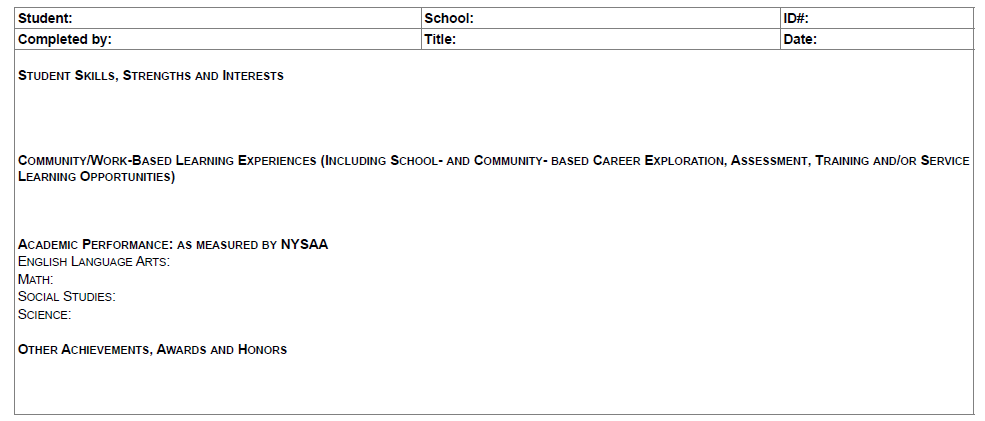 Student: School: ID#:
Completed by: Title: Date:
STUDENT SKILLS, STRENGTHS AND INTERESTS
COMMUNITY/WORK-BASED LEARNING EXPERIENCES (INCLUDING SCHOOL- AND COMMUNITY- BASED CAREER EXPLORATION, ASSESSMENT, TRAINING AND/OR SERVICE
LEARNING OPPORTUNITIES)
ACADEMIC PERFORMANCE: AS MEASURED BY NYSAA
ENGLISH LANGUAGE ARTS:
MATH:
SOCIAL STUDIES:
SCIENCE:
OTHER ACHIEVEMENTS, AWARDS AND HONORS